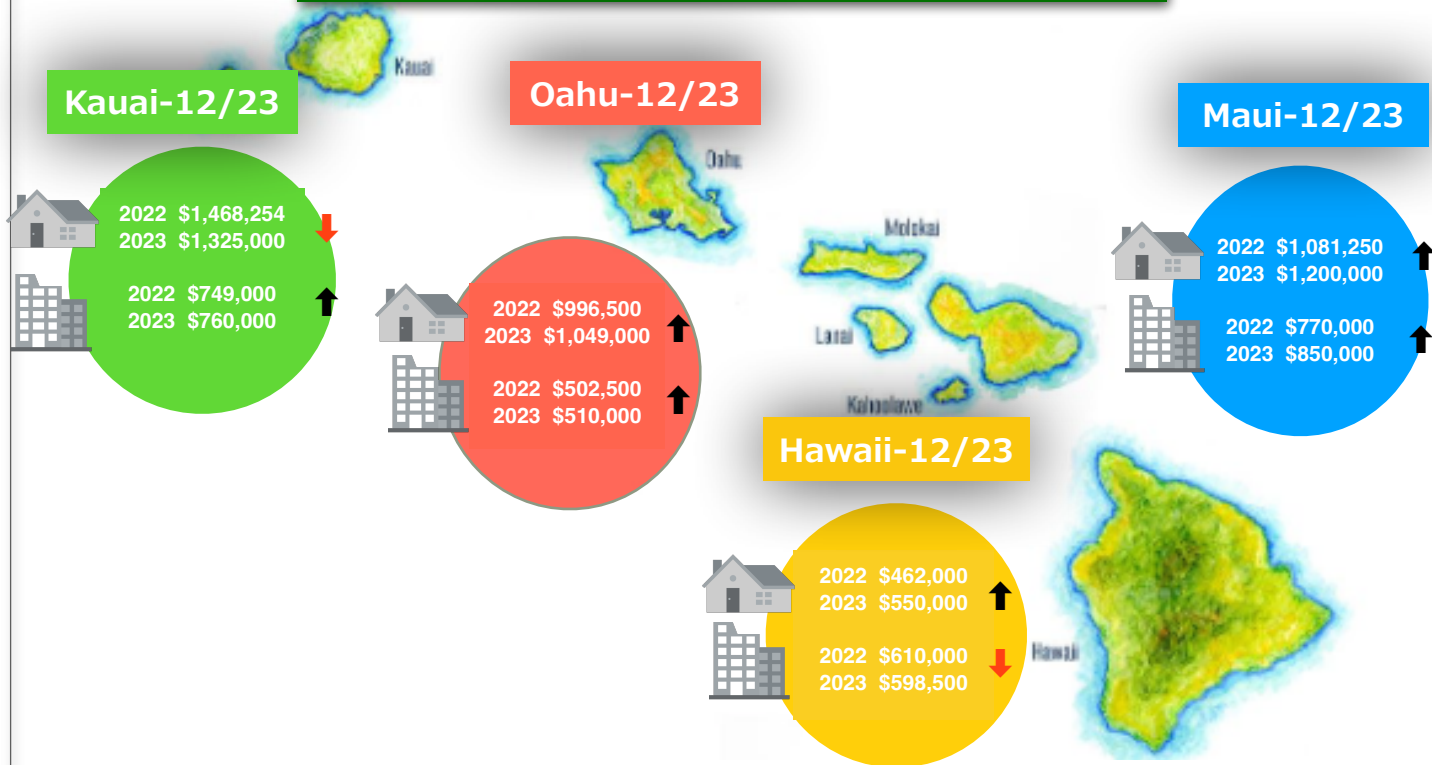 Kauai
Kauai-12/23
Oahu-12/23
Maui-12/23
Oahu
2022 $1,468,254
2023 $1,325,000
2022 $749,000
2023 $760,000
Molokai
2022 $1,081,250
2023 $1,200,000
2022 $770,000
2023 $850,000
2022 $996,500
2023 $1,049,000
2022 $502,500
2023 $510,000
Lanai
Kahoolawe
Hawaii-12/23
2022 $462,000
2023 $550,000
2022 $610,000
2023 $598,500
Hawaii